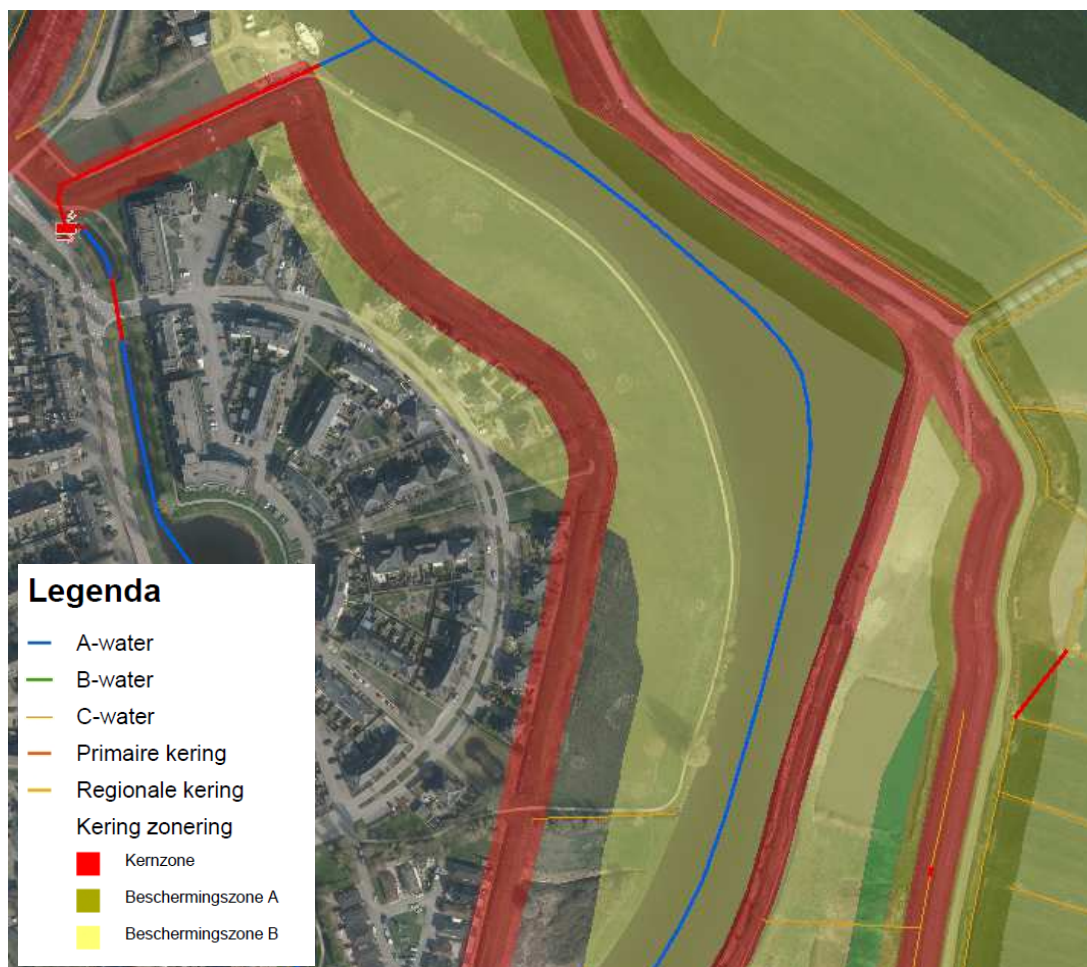 Legenda
A-water
B-water
C-water
Primaire kering
Regionale kering
Kering zonering
Kernzone
Beschermingszone A
Beschermingszone B